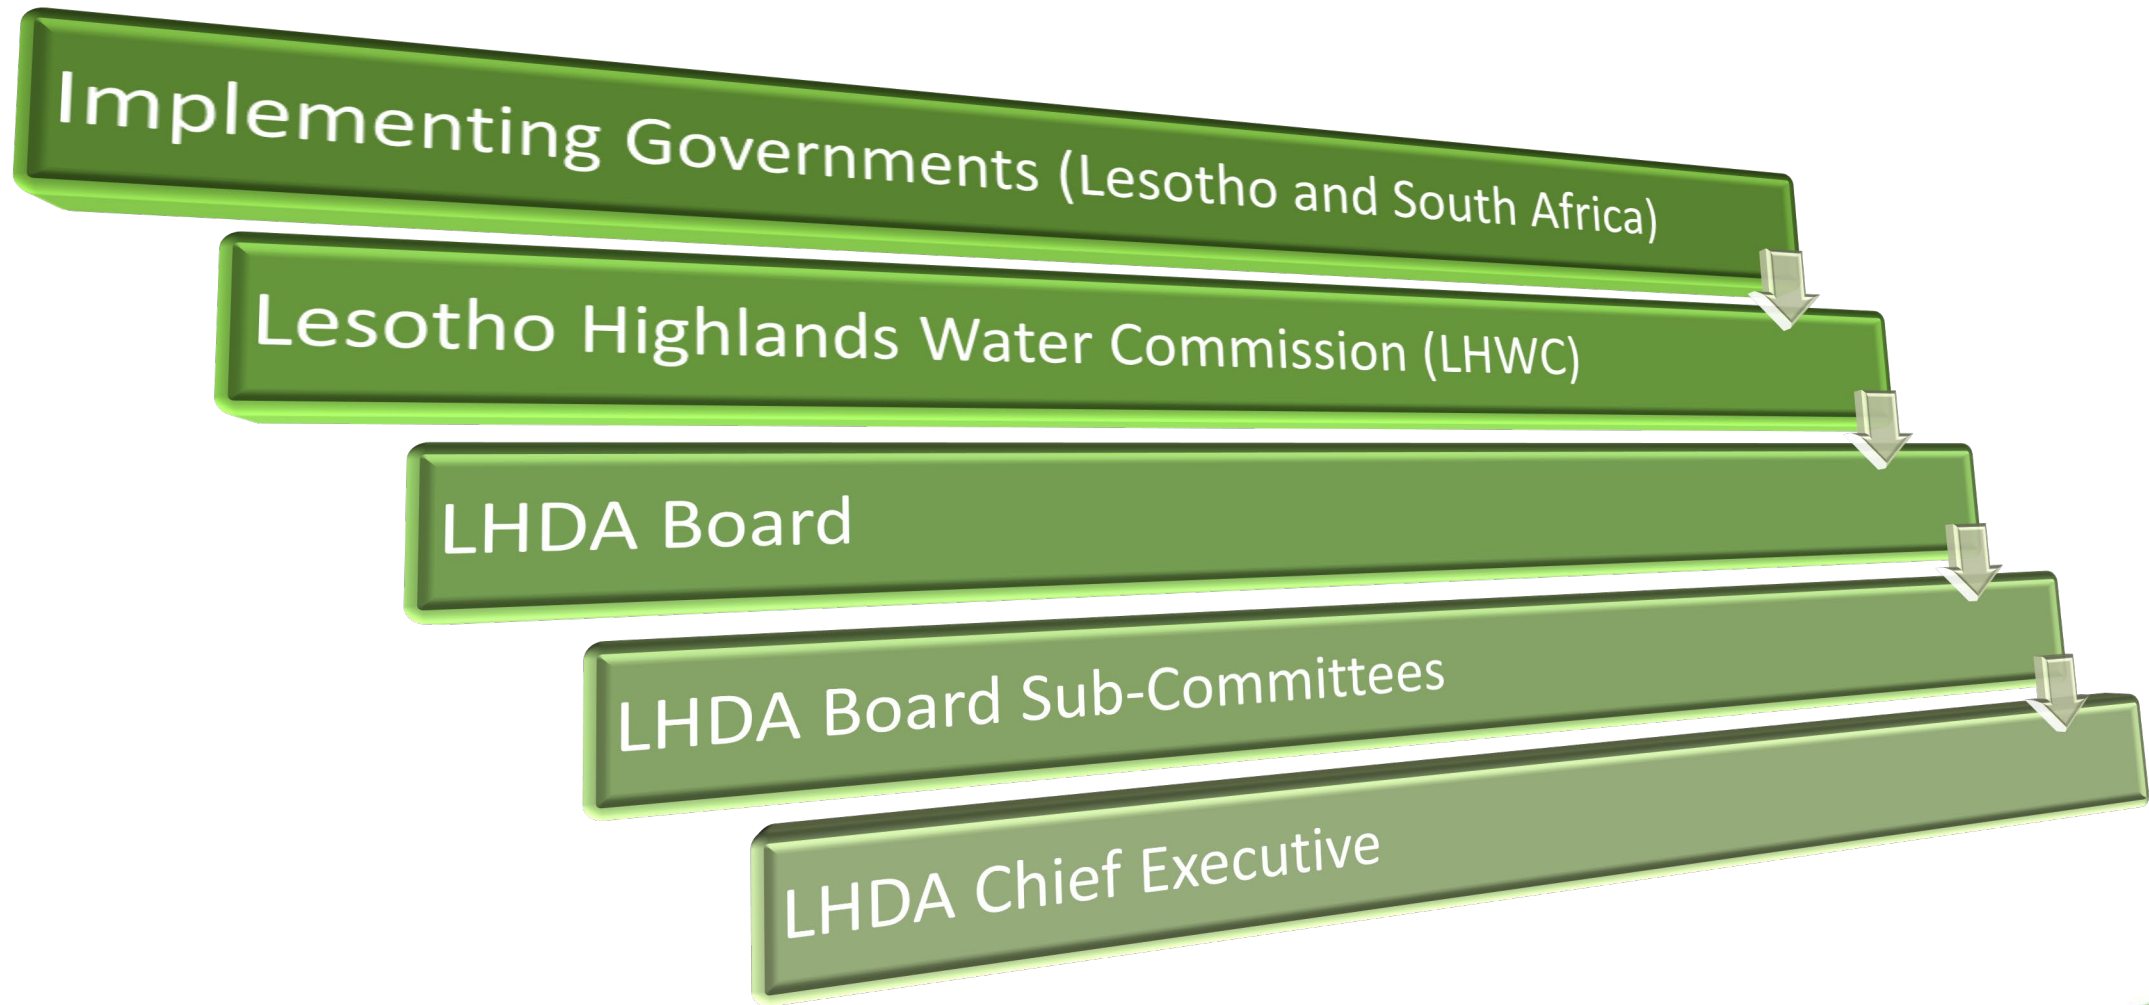 Implementing Governments (Lesotho and South Africa)
Lesotho Highlands Water Commission (LHWC)
LHDA Board
LHDA Board Sub-Committees
LHDA Chief Executive